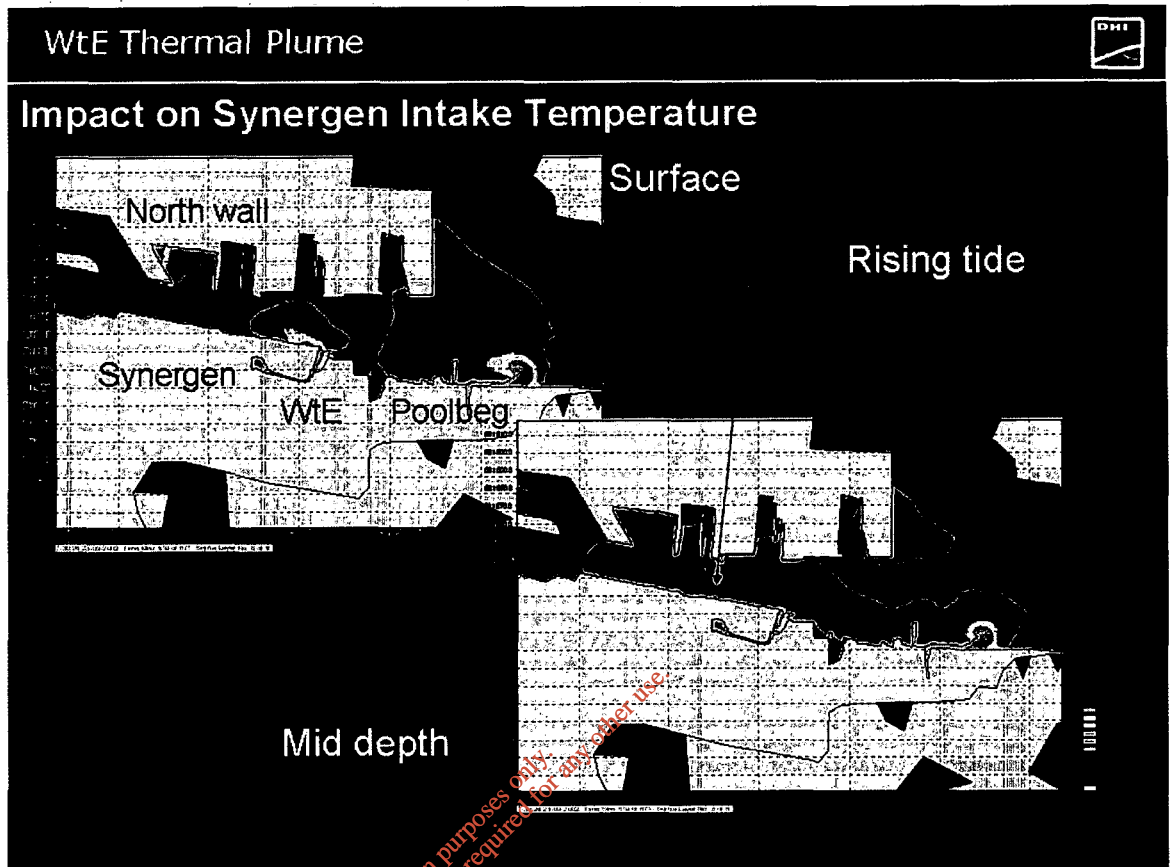 WtE Thermal Plume
DHI
Impact on Synergen Intake Temperature
Surface
North wall
Rising tide
Synergen
WtE
Poolbeg
Mid depth
purposes only.
required for any other use.